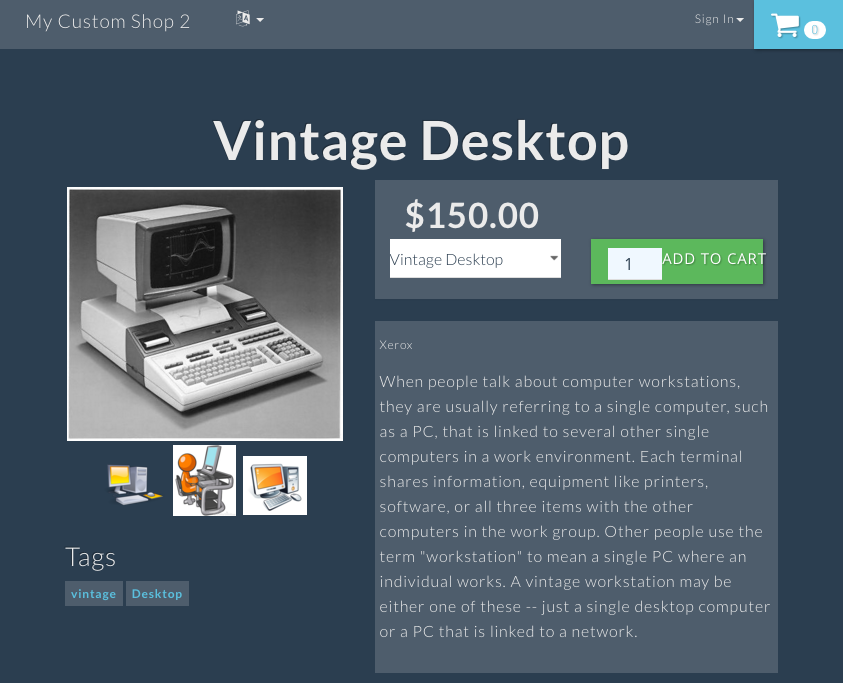 My Custom Shop 2
Sign In
0
Vintage Desktop
$150.00
Vintage Desktop
1
ADD TO CART
Xerox
When people talk about computer workstations,
they are usually referring to a single computer, such
as a PC, that is linked to several other single
computers in a work environment. Each terminal
shares information, equipment like printers,
software, or all three items with the other
computers in the work group. Other people use the
term "workstation" to mean a single PC where an
individual works. A vintage workstation may be
either one of these -- just a single desktop computer
or a PC that is linked to a network.
Tags
vintage
Desktop